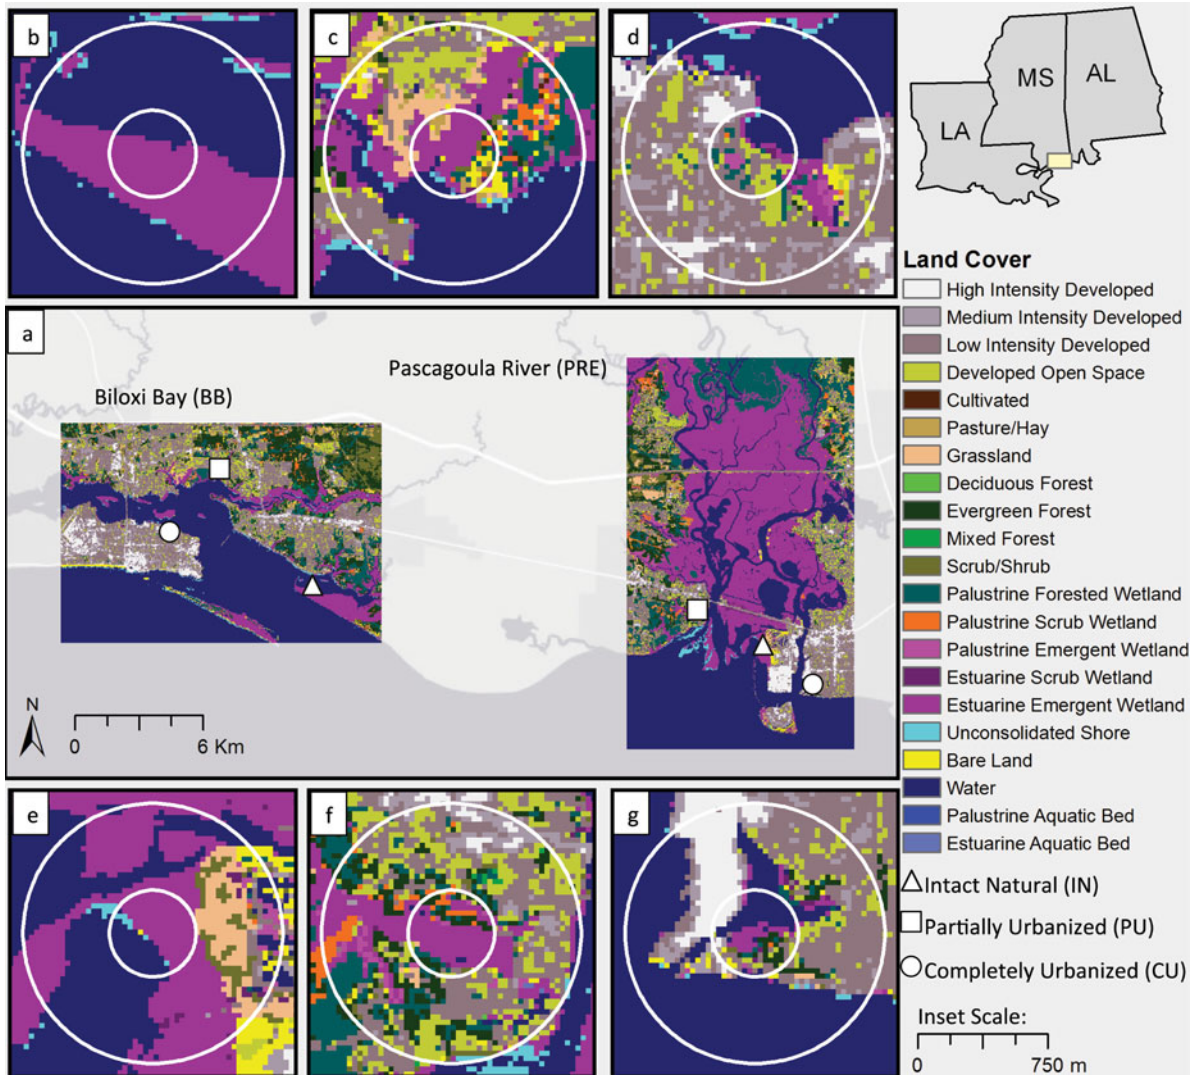 b
c
d
MS
AL
LA
a
Pascagoula River (PRE)
Biloxi Bay (BB)
N
0
6 Km
e
f
g
Land Cover
High Intensity Developed
Medium Intensity Developed
Low Intensity Developed
Developed Open Space
Cultivated
Pasture/Hay
Grassland
Deciduous Forest
Evergreen Forest
Mixed Forest
Scrub/Shrub
Palustrine Forested Wetland
Palustrine Scrub Wetland
Palustrine Emergent Wetland
Estuarine Scrub Wetland
Estuarine Emergent Wetland
Unconsolidated Shore
Bare Land
Water
Palustrine Aquatic Bed
Estuarine Aquatic Bed
Intact Natural (IN)
Partially Urbanized (PU)
Completely Urbanized (CU)
Inset Scale:
0
750 m